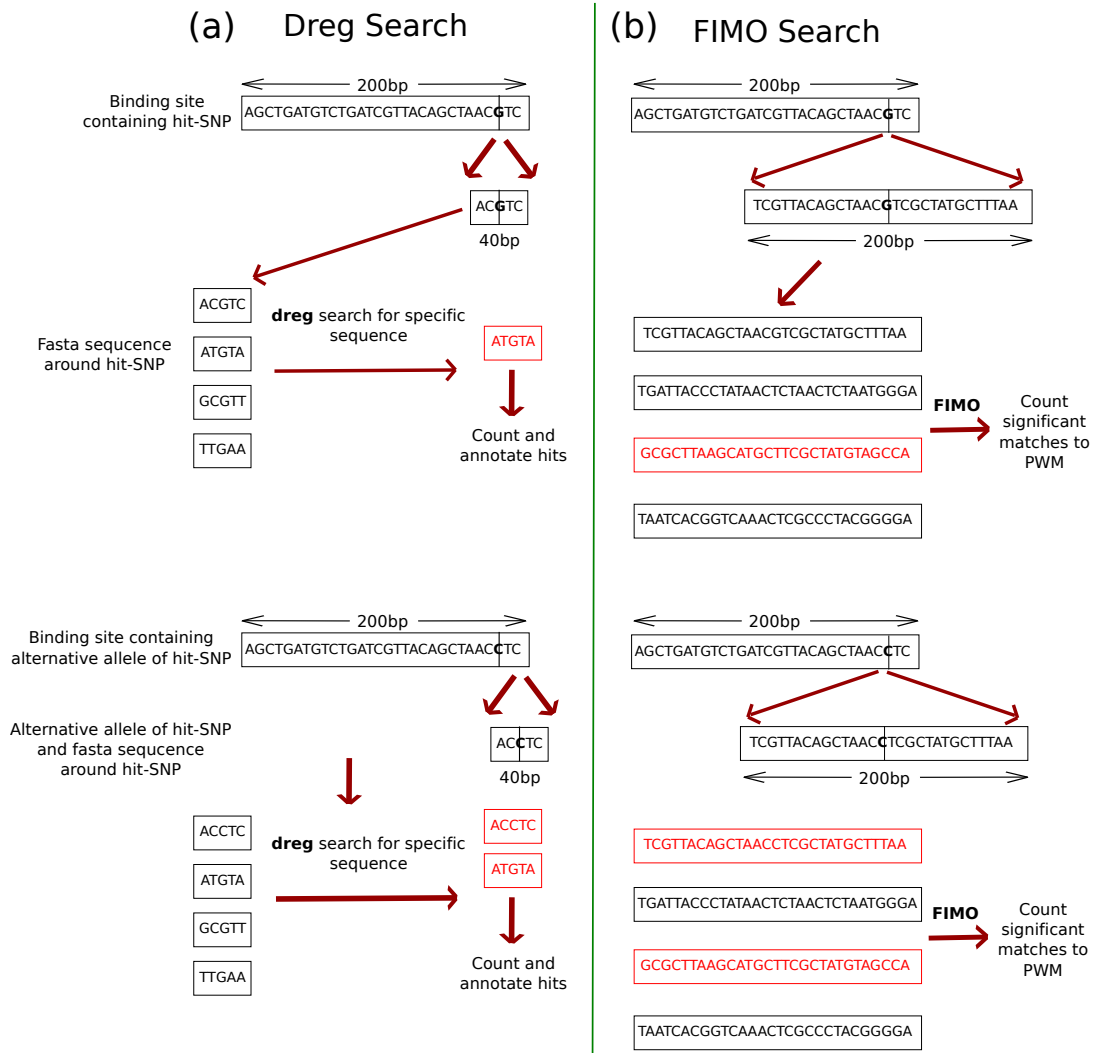 (a) Dreg Search
200bp
Binding site
containing hit-SNP
AGCTGATGTCTGATCGTTACAGCTAACGTC
ACGTC
40bp
ACGTC
ATGTA
GCGTT
TTGAA
Fasta sequcence
around hit-SNP
dreg search for specific
sequence
ATGTA
Count and
annotate hits
200bp
Binding site containing
alternative allele of hit-SNP
AGCTGATGTCTGATCGTTACAGCTAACCTC
Alternative allele of hit-SNP
and fasta sequcence
around hit-SNP
ACCTC
40bp
ACCTC
ATGTA
GCGTT
TTGAA
dreg search for specific
sequence
ACCTC
ATGTA
Count and
annotate hits
(b) FIMO Search
200bp
AGCTGATGTCTGATCGTTACAGCTAACGTC
TCGTTACAGCTAACGTCGCTATGCTTTAA
200bp
TCGTTACAGCTAACGTCGCTATGCTTTAA
TGATTACCCTATAACTCTAACTCTAATGGGA
GCGCTTAAGCATGCTTCGCTATGTAGCCA
TAATCACGGTCAAACTCGCCCTACGGGGA
FIMO
Count
significant
matches to
PWM
200bp
AGCTGATGTCTGATCGTTACAGCTAACCTC
TCGTTACAGCTAACCTCGCTATGCTTTAA
200bp
TCGTTACAGCTAACCTCGCTATGCTTTAA
TGATTACCCTATAACTCTAACTCTAATGGGA
GCGCTTAAGCATGCTTCGCTATGTAGCCA
TAATCACGGTCAAACTCGCCCTACGGGGA
FIMO
Count
significant
matches to
PWM